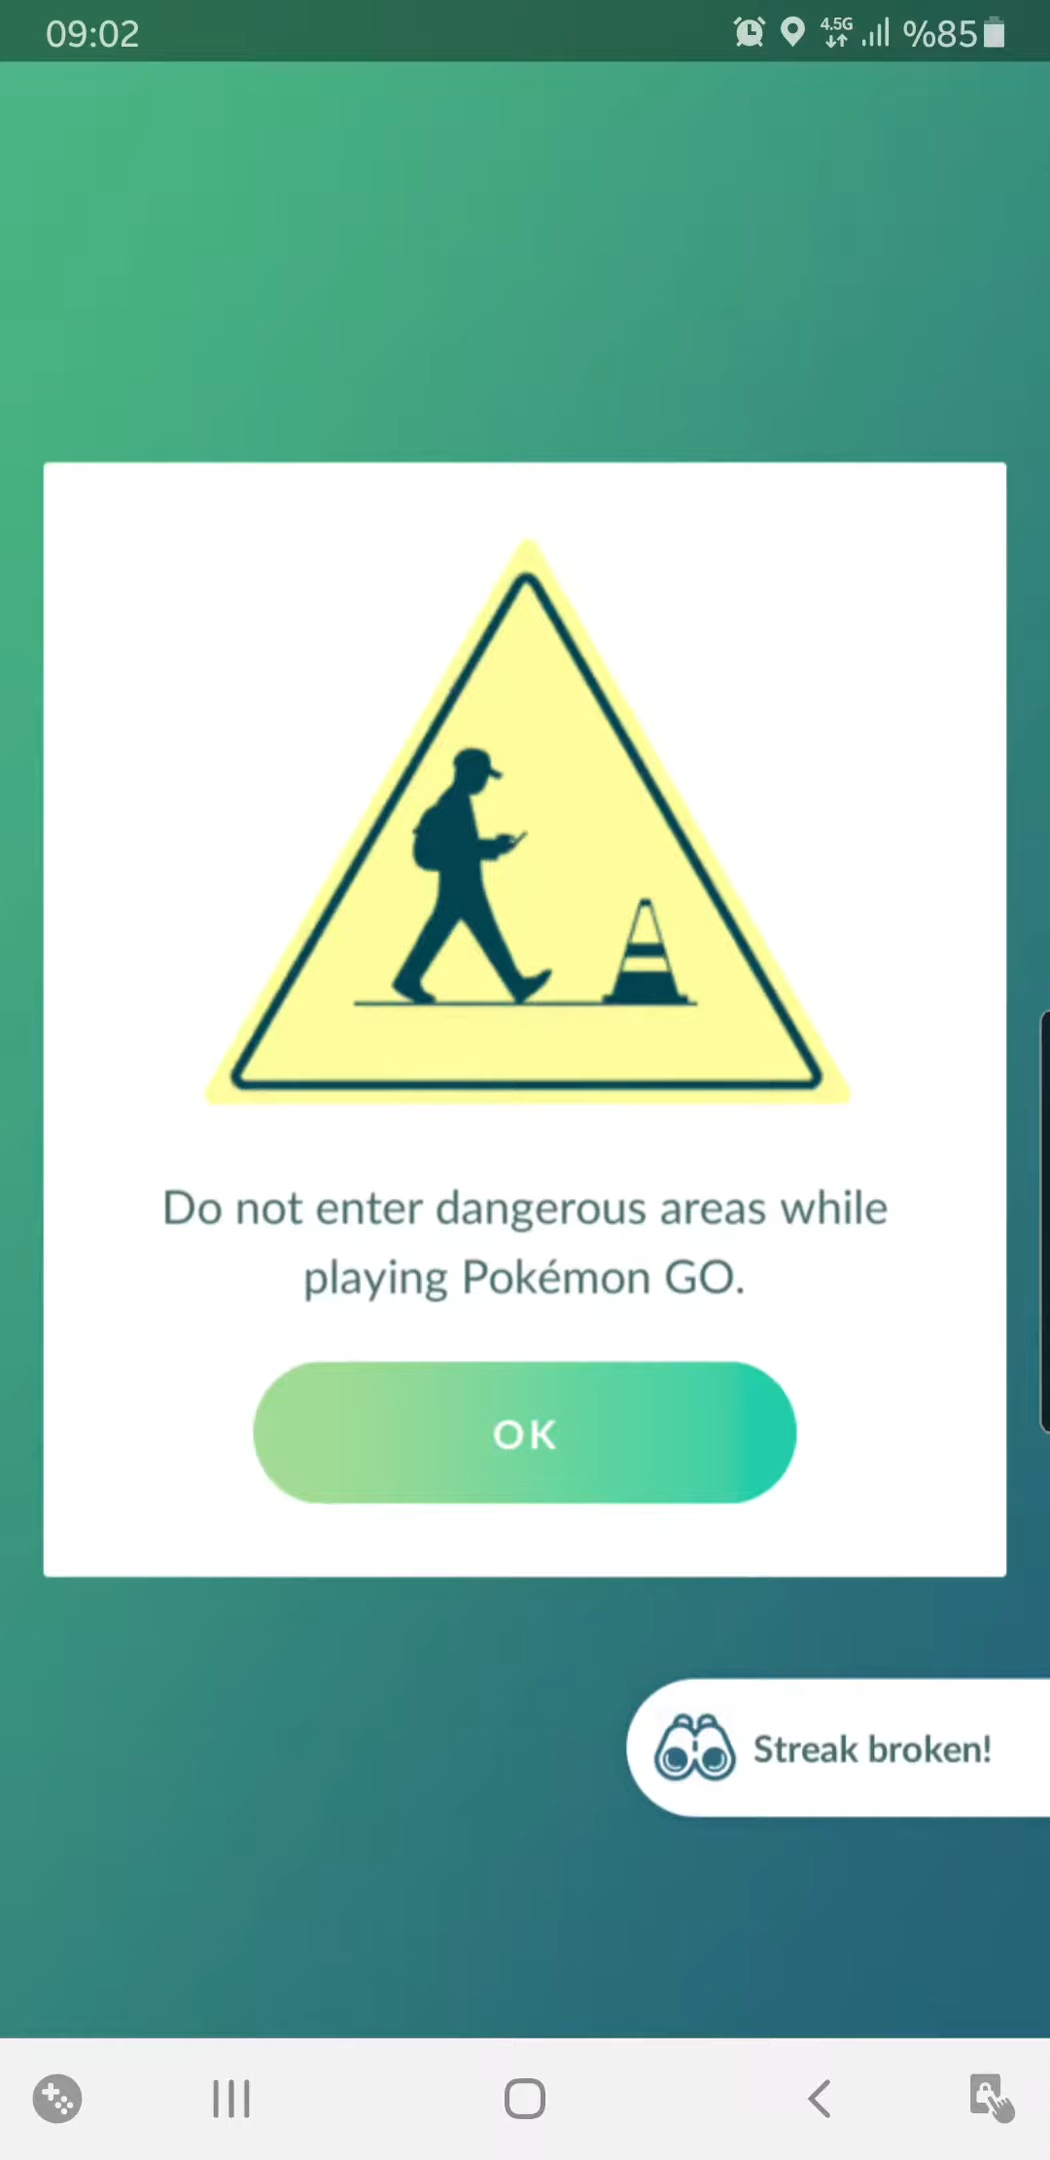 09:02
4.5G
%85
Do not enter dangerous areas while
playing Pokémon GO.
OK
Streak broken!